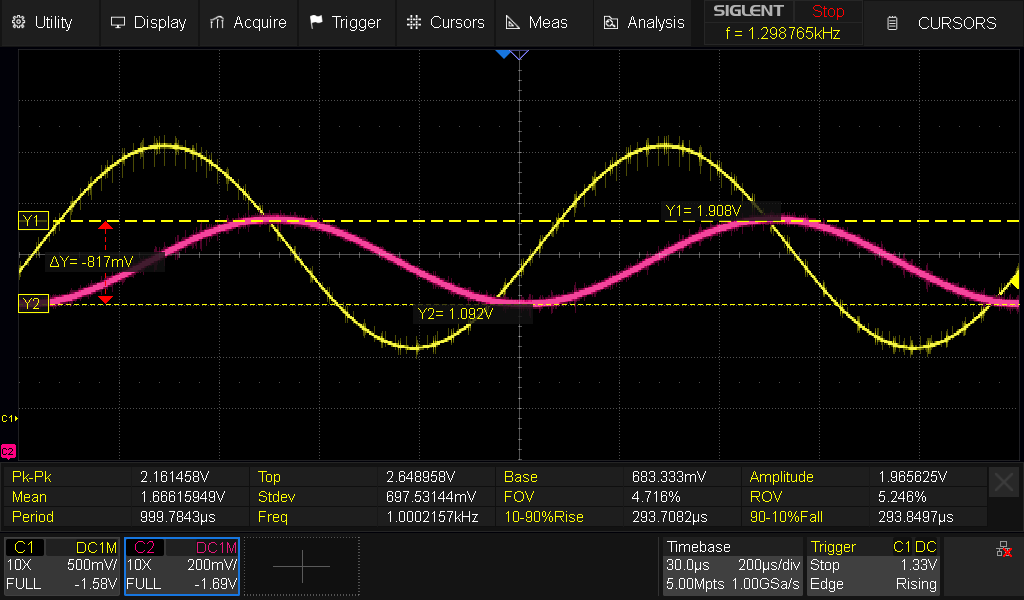 Utility Display Acquire Trigger Cursors Meas Analysis SIGLENT Stop CURSORS
f = 1.298765kHz
Y1= 1.908V
Y1
ΔY= -817mV
Y2
Y2= 1.092V
C1
C2
Pk-Pk 2.161458V Top 2.648958V Base 683.333mV Amplitude 1.965625V
Mean 1.66615949V Stdev 697.53144mV FOV 4.716% ROV 5.246%
Period 999.7843µs Freq 1.0002157kHz 10-90%Rise 293.7082µs 90-10%Fall 293.8497µs
C1 DC1M C2 DC1M Timebase Trigger C1 DC
10X 500mV/ 10X 200mV/ 30.0µs 200µs/div Stop 1.33V
FULL -1.58V FULL -1.69V 5.00Mpts 1.00GSa/s Edge Rising